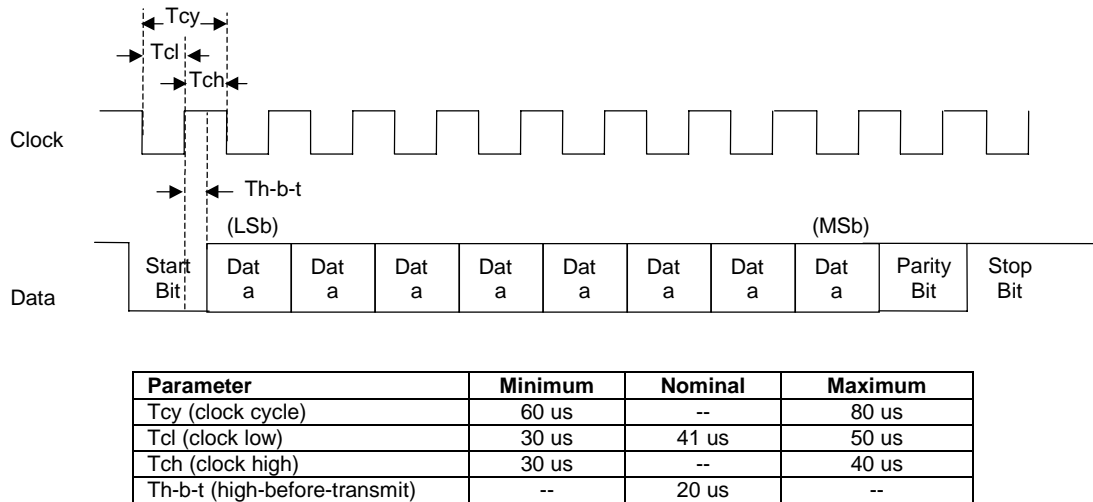 Tcy
Tcl
Tch
Clock
Th-b-t
(LSb) (MSb)
Start Dat Dat Dat Dat Dat Dat Dat Dat Parity Stop
Bit a a a a a a a a Bit Bit
Data
Parameter Minimum Nominal Maximum
Tcy (clock cycle) 60 us -- 80 us
Tcl (clock low) 30 us 41 us 50 us
Tch (clock high) 30 us -- 40 us
Th-b-t (high-before-transmit) -- 20 us --